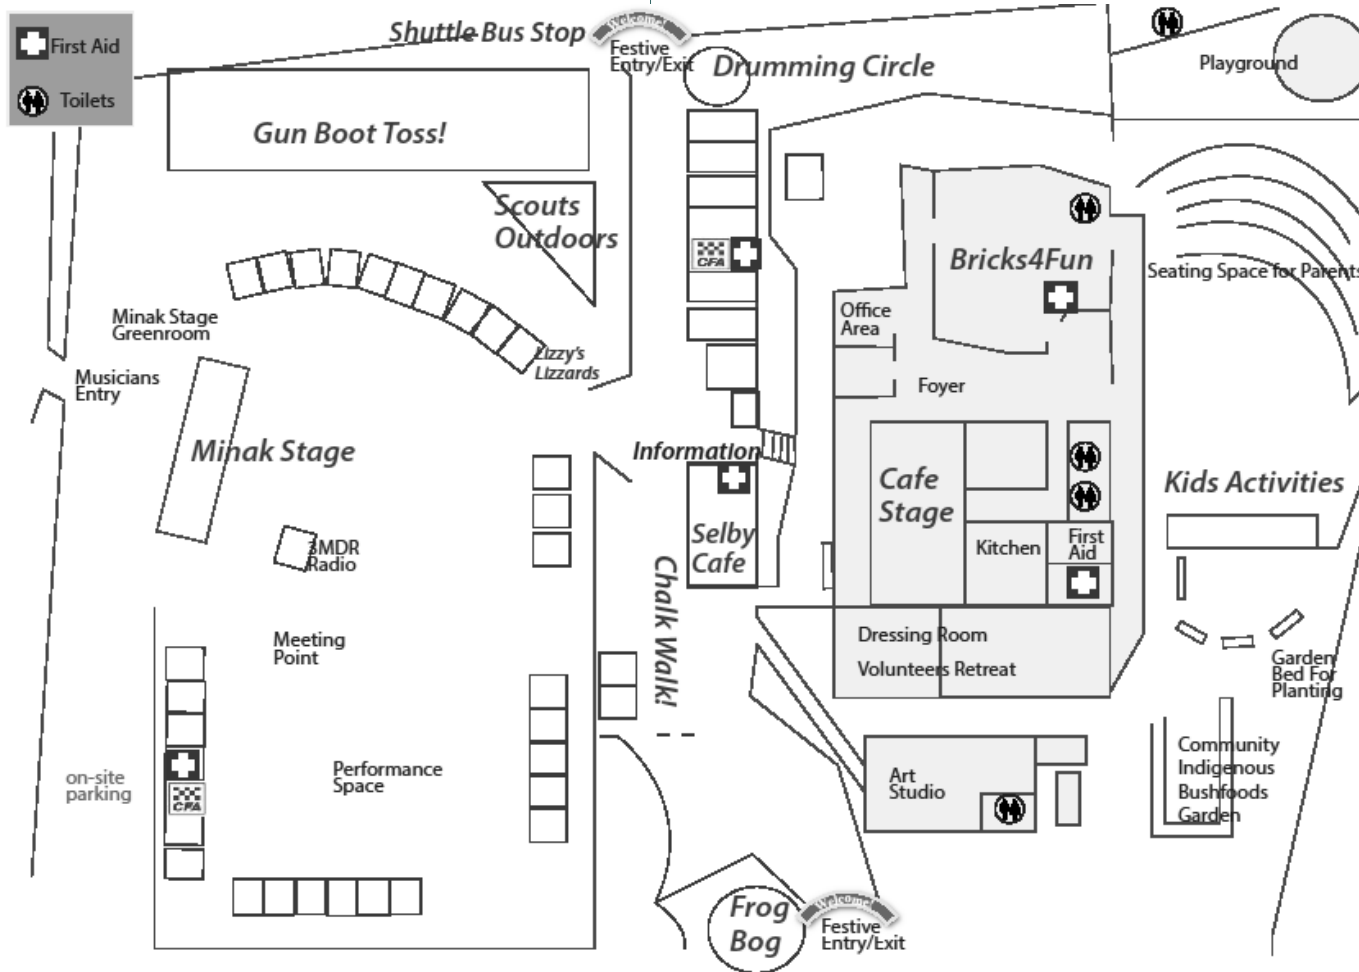 First Aid
Toilets
Shuttle Bus Stop
Welcome!
Festive
Entry/Exit
Drumming Circle
Playground
Gun Boot Toss!
Scouts
Outdoors
CFA
Bricks4Fun
Seating Space for Parents
Minak Stage
Greenroom
Office
Area
Lizzy's
Lizzards
Musicians
Entry
Foyer
Minak Stage
Information
Cafe
Stage
Kids Activities
Selby
Cafe
3MDR
Radio
Kitchen
First
Aid
Chalk Walk!
Meeting
Point
Dressing Room
Volunteers Retreat
Garden
Bed For
Planting
on-site
parking
CFA
Performance
Space
Art
Studio
Community
Indigenous
Bushfoods
Garden
Frog
Bog
Welcome!
Festive
Entry/Exit